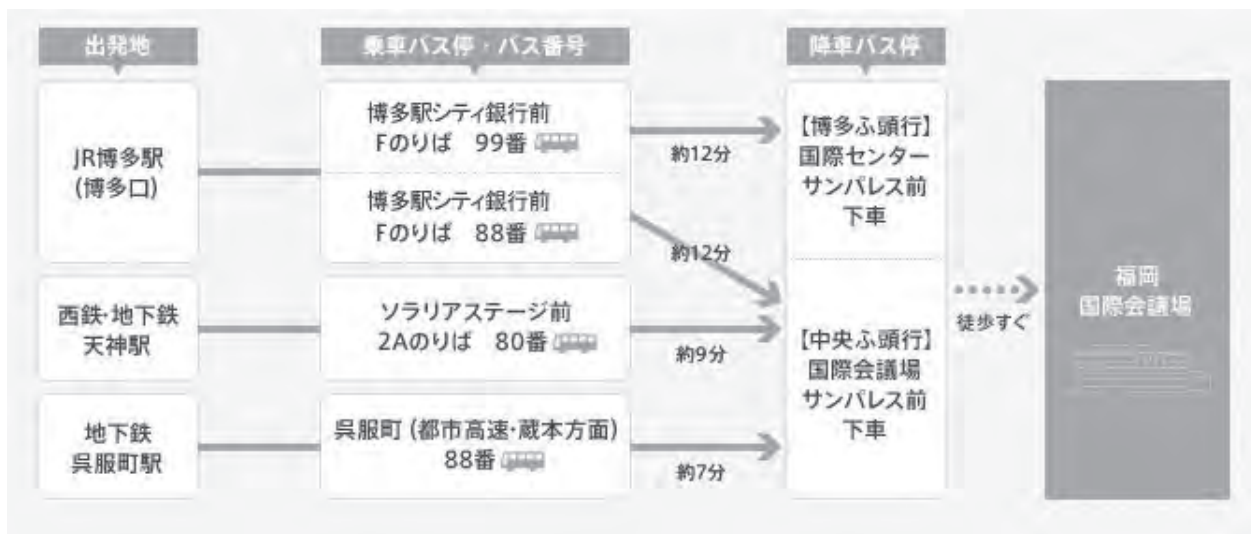 出発地
乗車バス停・バス番号
降車バス停
JR博多駅
(博多口)
博多駅シティ銀行前
Fのりば 99番
約12分
博多駅シティ銀行前
Fのりば 88番
約12分
【博多ふ頭行】
国際センター
サンパレス前
下車
西鉄・地下鉄
天神駅
ソラリアステージ前
2Aのりば 80番
約9分
地下鉄
呉服町駅
呉服町 (都市高速・蔵本方面)
88番
約7分
【中央ふ頭行】
国際会議場
サンパレス前
下車
徒歩すぐ
福岡
国際会議場